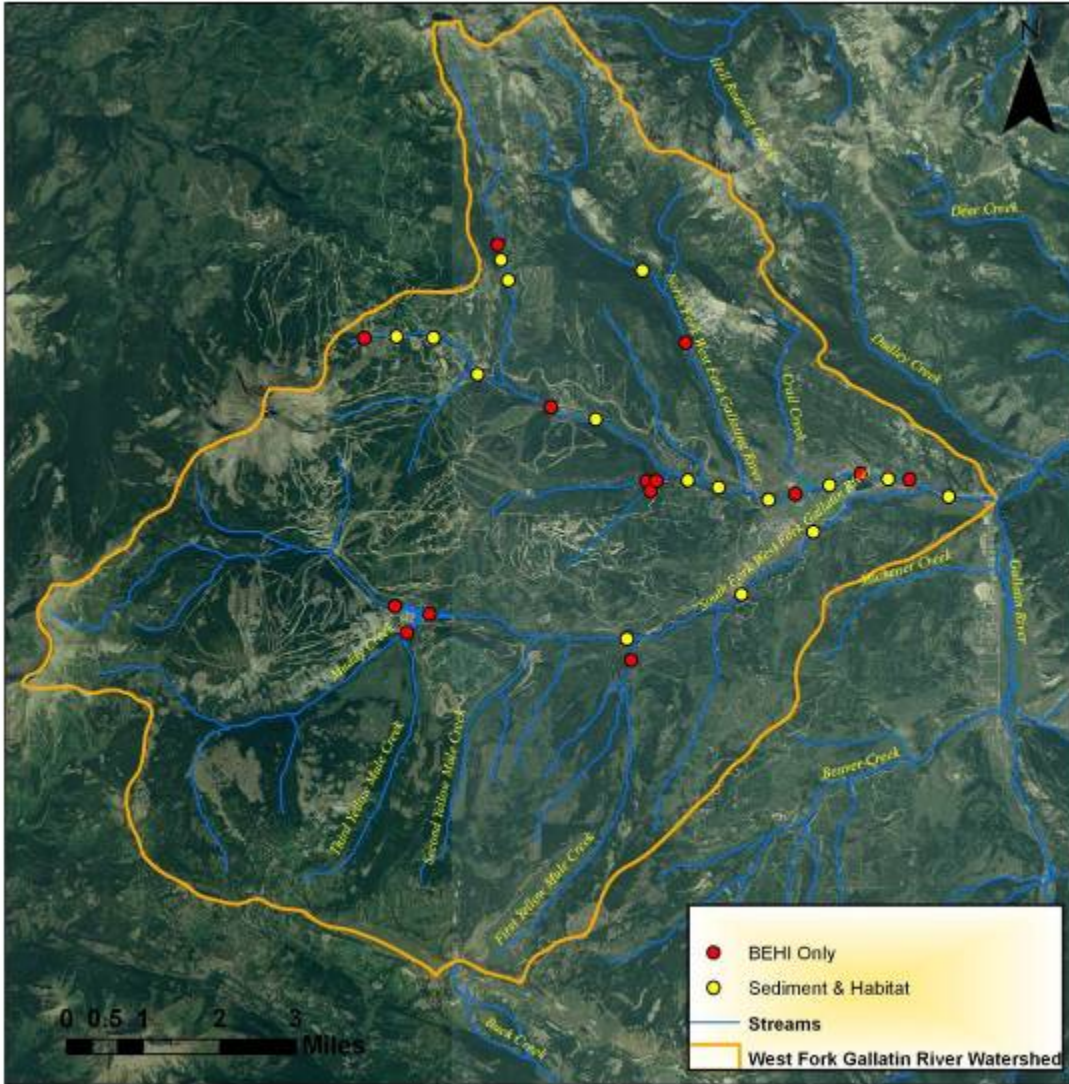 N
Hell Roaring Creek
Deer Creek
Dudley Creek
North Fork West Fork Gallatin River
Crail Creek
South Fork West Fork Gallatin River
Michener Creek
Gallatin River
Muddy Creek
Third Yellow Mule Creek
Second Yellow Mule Creek
First Yellow Mule Creek
Beaver Creek
Buck Creek
0 0.5 1 2 3
Miles
BEHI Only
Sediment & Habitat
Streams
West Fork Gallatin River Watershed